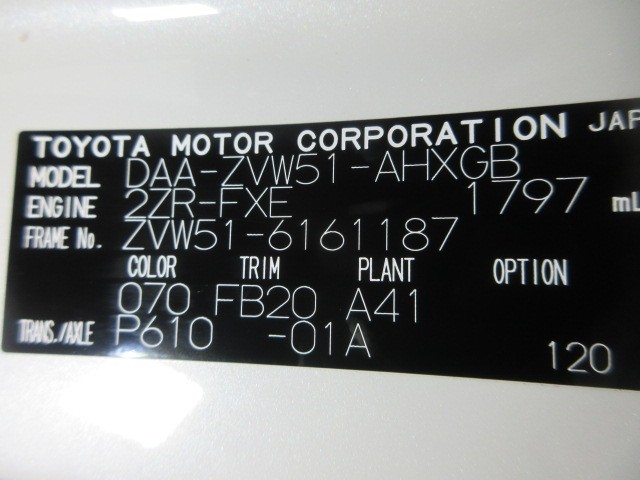 TOYOTA MOTOR CORPORATION JAP
MODEL DAA-ZVW51-AHXGB
ENGINE 2ZR-FXE 1797 mL
FRAME No. ZVW51-6161187
COLOR TRIM PLANT OPTION
070 FB20 A41
TRANS./AXLE P610 -01A
120